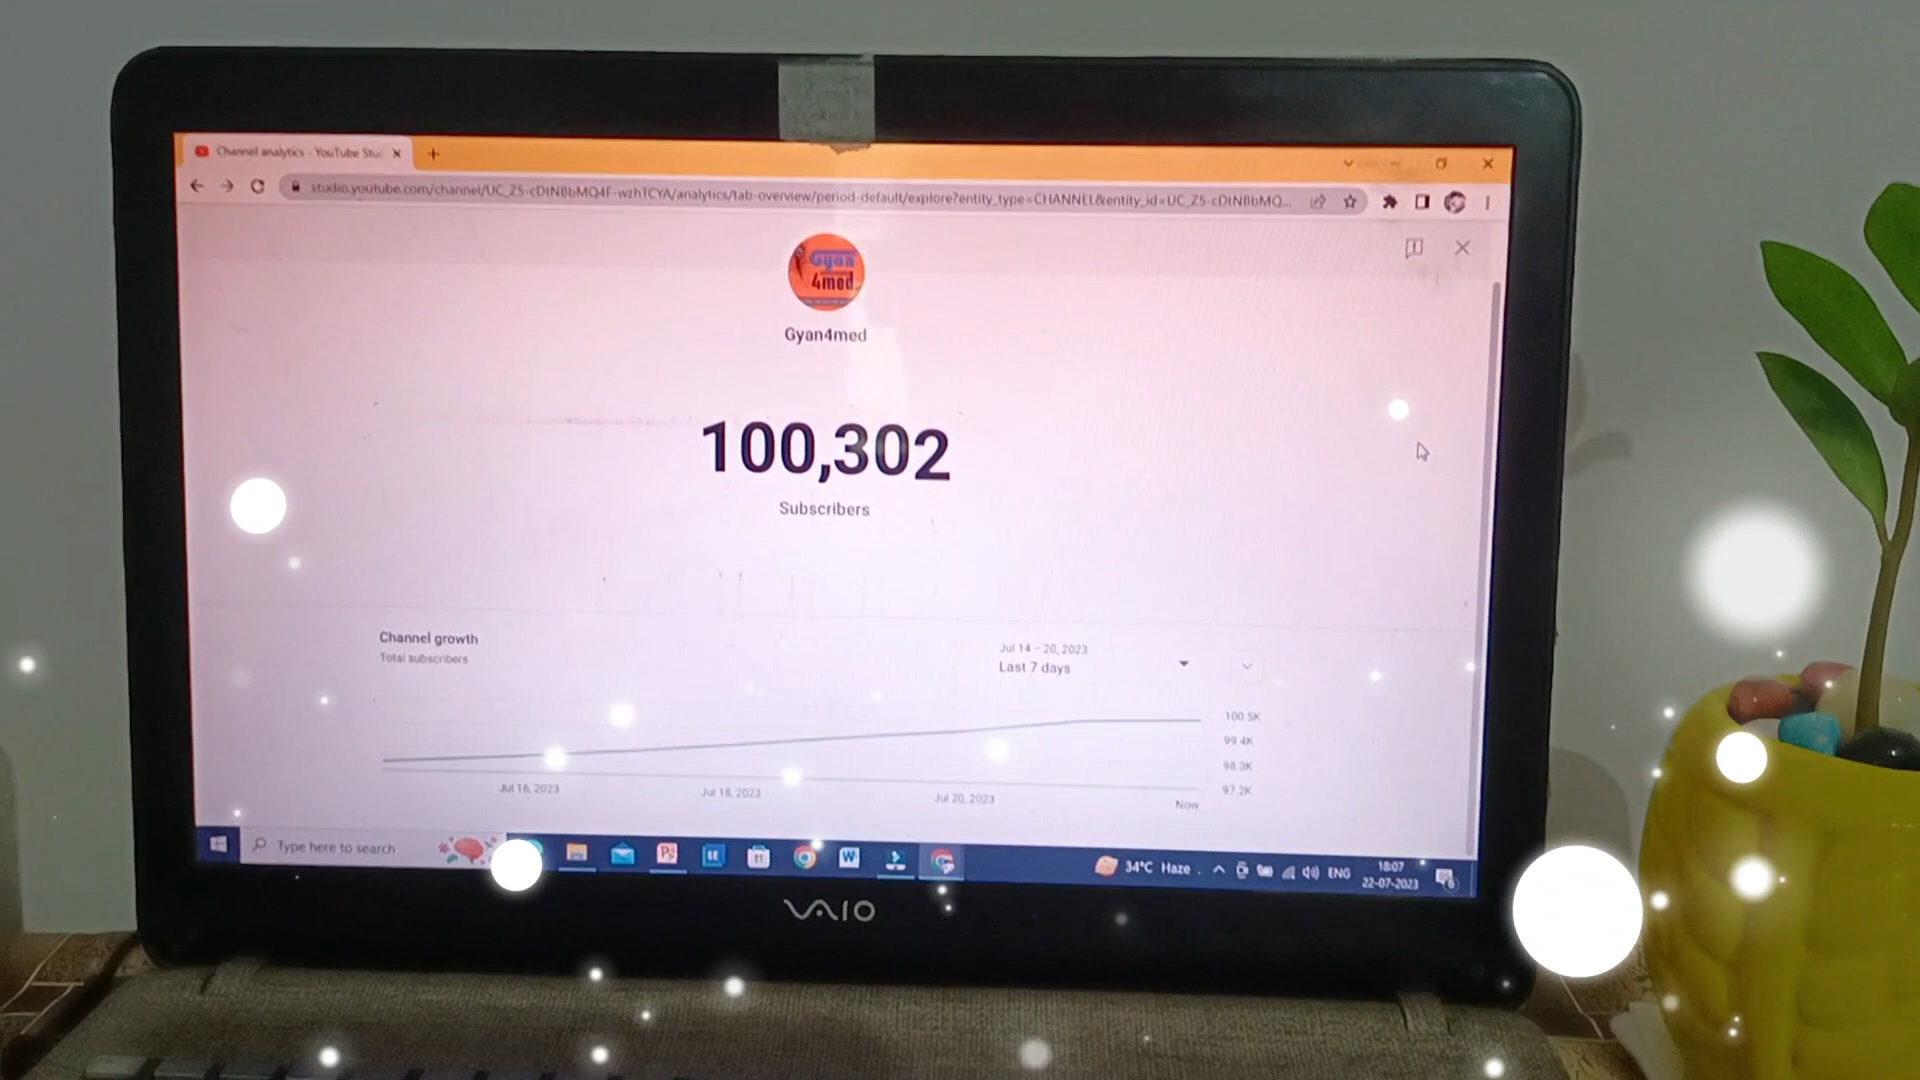 Channel analytics - YouTube Stu
studio.youtube.com/channel/UC_Z5-cDtNBbMQ4F-wzhTCYA/analytics/tab-overview/period-default/explore?entity_type=CHANNEL&entity_id=UC_Z5-cDtNBbMQ...
Gyan
4med
Gyan4med
100,302
Subscribers
Channel growth
Total subscribers
Jul 14 – 20, 2023
Last 7 days
100.5K
99.4K
98.3K
97.2K
Jul 16, 2023
Jul 18, 2023
Jul 20, 2023
Now
Type here to search
34°C Haze
ENG
18:07
22-07-2023
VAIO